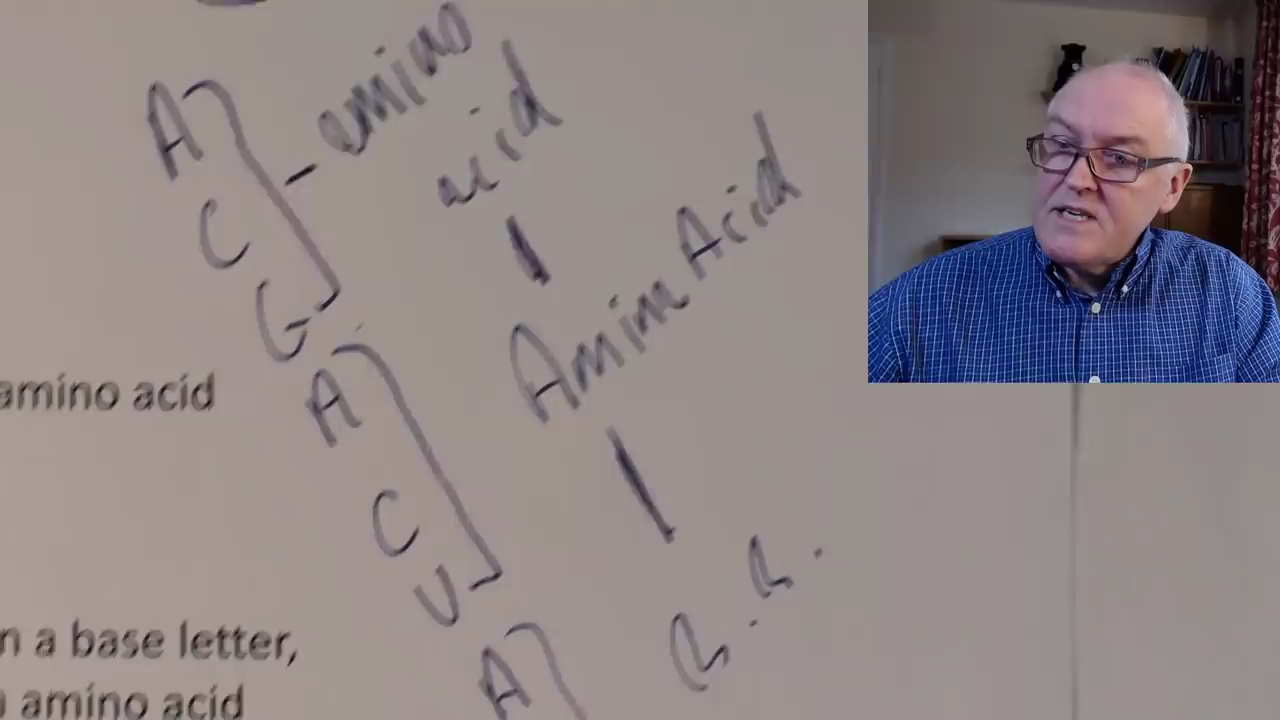 A
C
G
amino
acid
Amino Acid
A
C
U
a.a.
A
amino acid
n a base letter,
amino acid